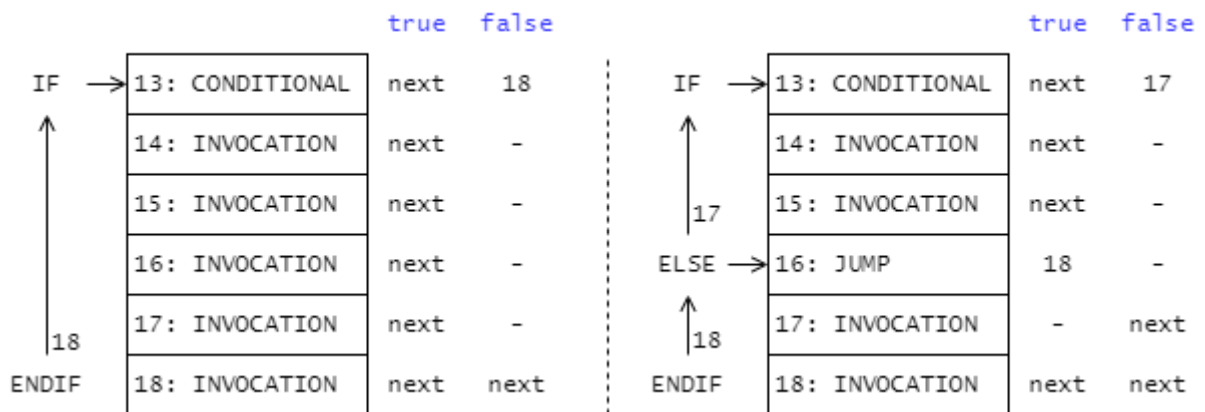 true false true false
IF 13: CONDITIONAL next 18 IF 13: CONDITIONAL next 17
14: INVOCATION next - 14: INVOCATION next -
15: INVOCATION next - 15: INVOCATION next -
17
16: INVOCATION next - ELSE 16: JUMP 18 -
17: INVOCATION next - 17: INVOCATION - next
18 18
ENDIF 18: INVOCATION next next ENDIF 18: INVOCATION next next